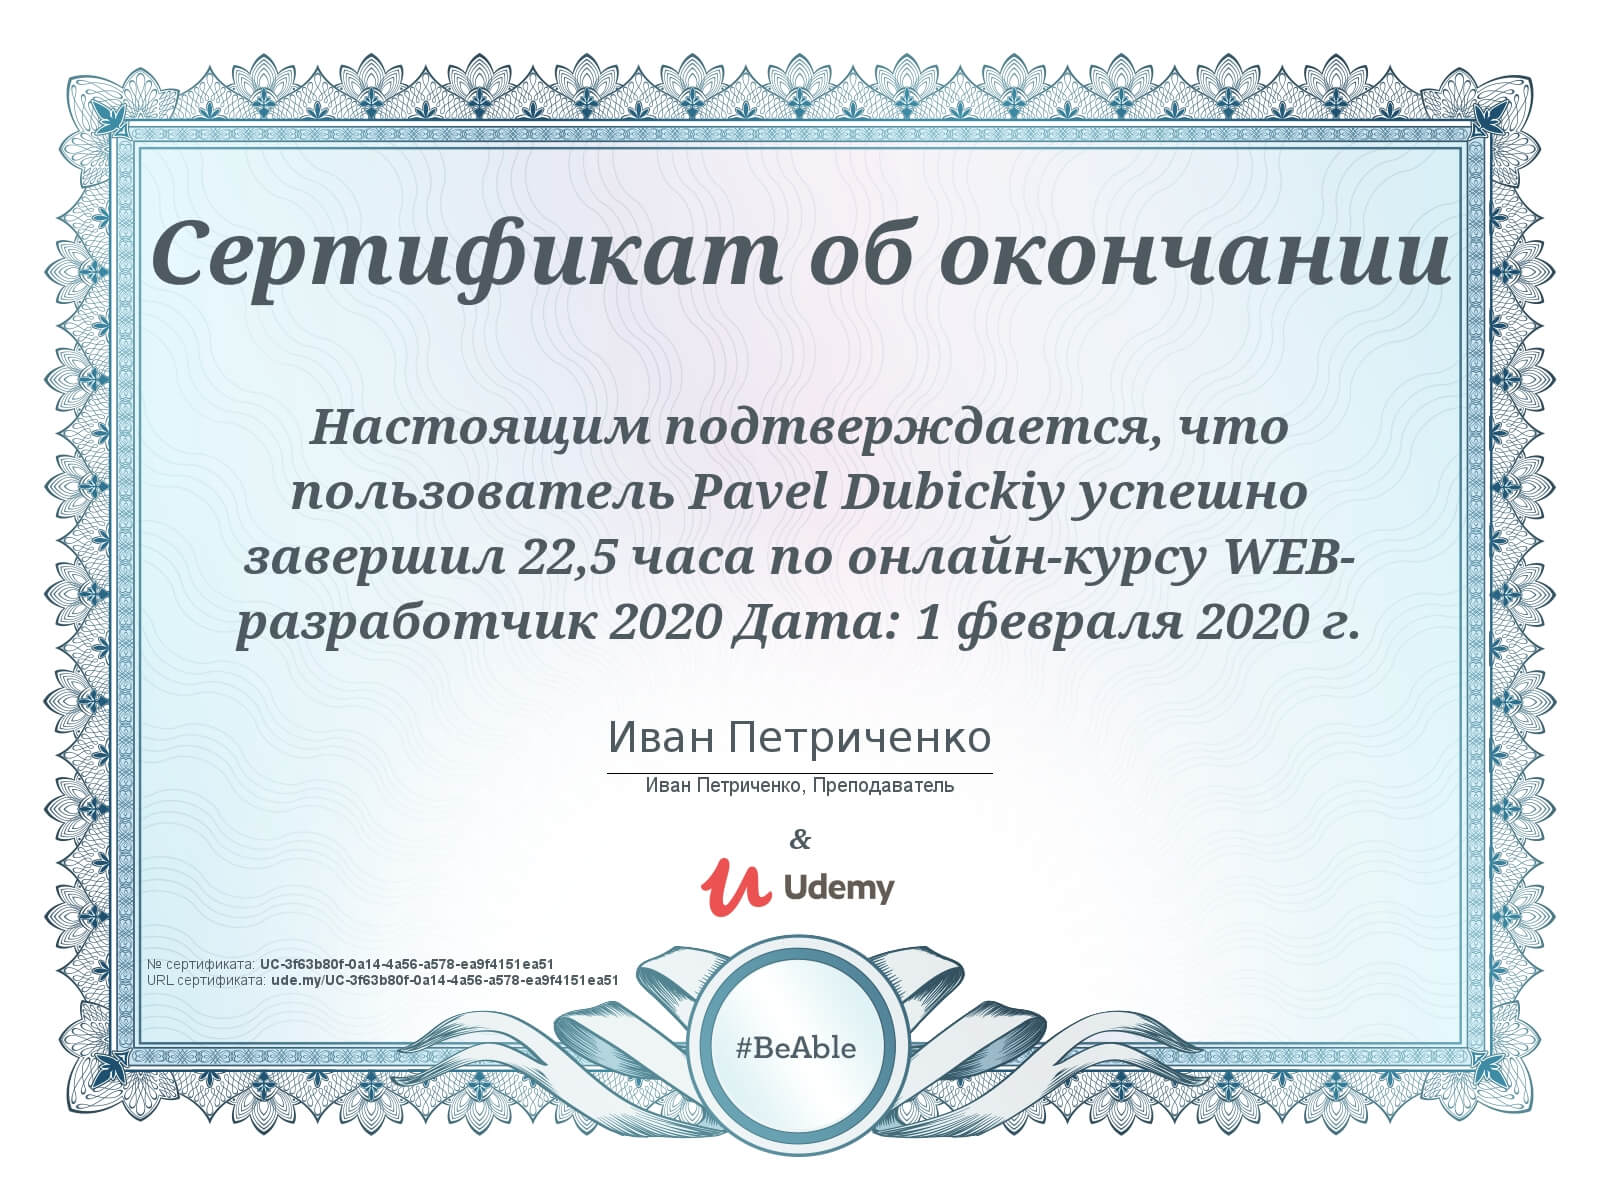 Сертификат об окончании
Настоящим подтверждается, что
пользователь Pavel Dubickiy успешно
завершил 22,5 часа по онлайн-курсу WEB-
разработчик 2020 Дата: 1 февраля 2020 г.
Иван Петриченко
Иван Петриченко, Преподаватель
&
Udemy
№ сертификата: UC-3f63b80f-0a14-4a56-a578-ea9f4151ea51
URL сертификата: ude.my/UC-3f63b80f-0a14-4a56-a578-ea9f4151ea51
#BeAble